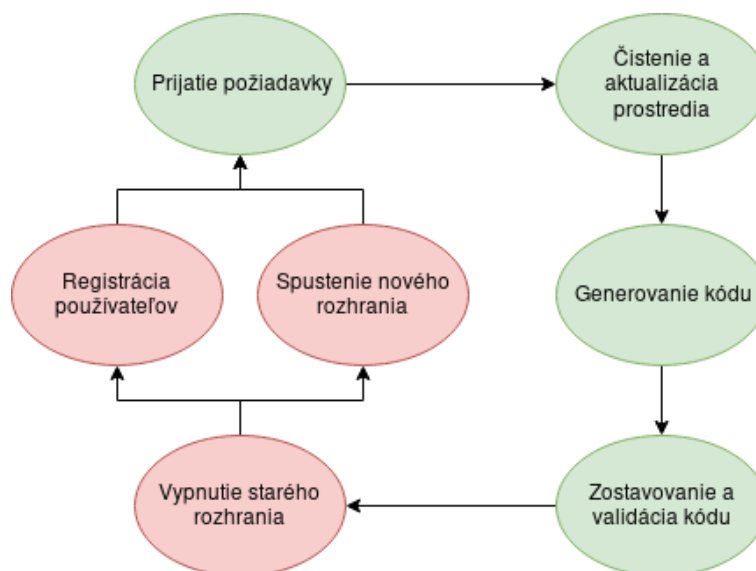 Prijatie požiadavky
Čistenie a
aktualizácia
prostredia
Registrácia
používateľov
Spustenie nového
rozhrania
Generovanie kódu
Vypnutie starého
rozhrania
Zostavovanie a
validácia kódu